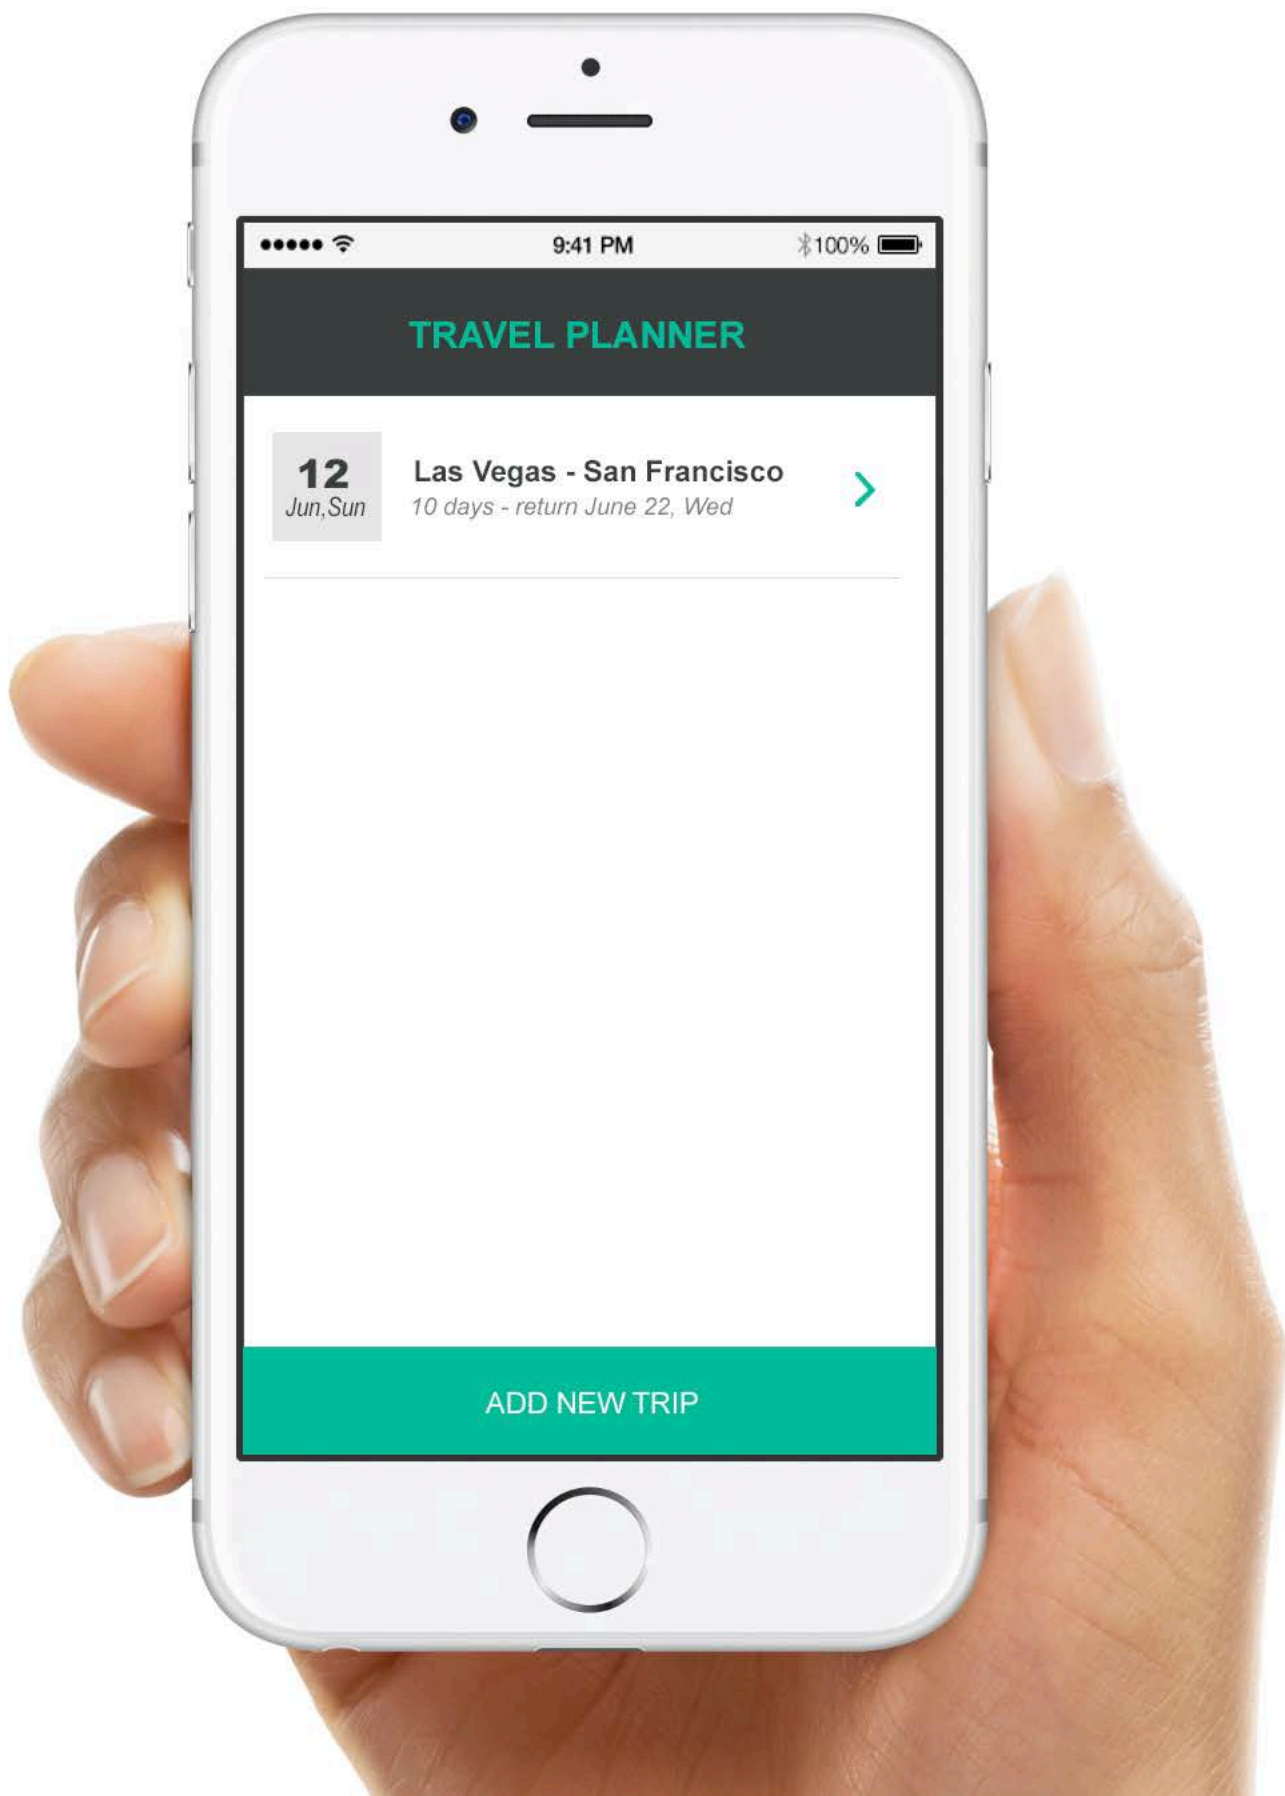 9:41 PM
100%
TRAVEL PLANNER
12
Jun,Sun
Las Vegas - San Francisco
10 days - return June 22, Wed
ADD NEW TRIP